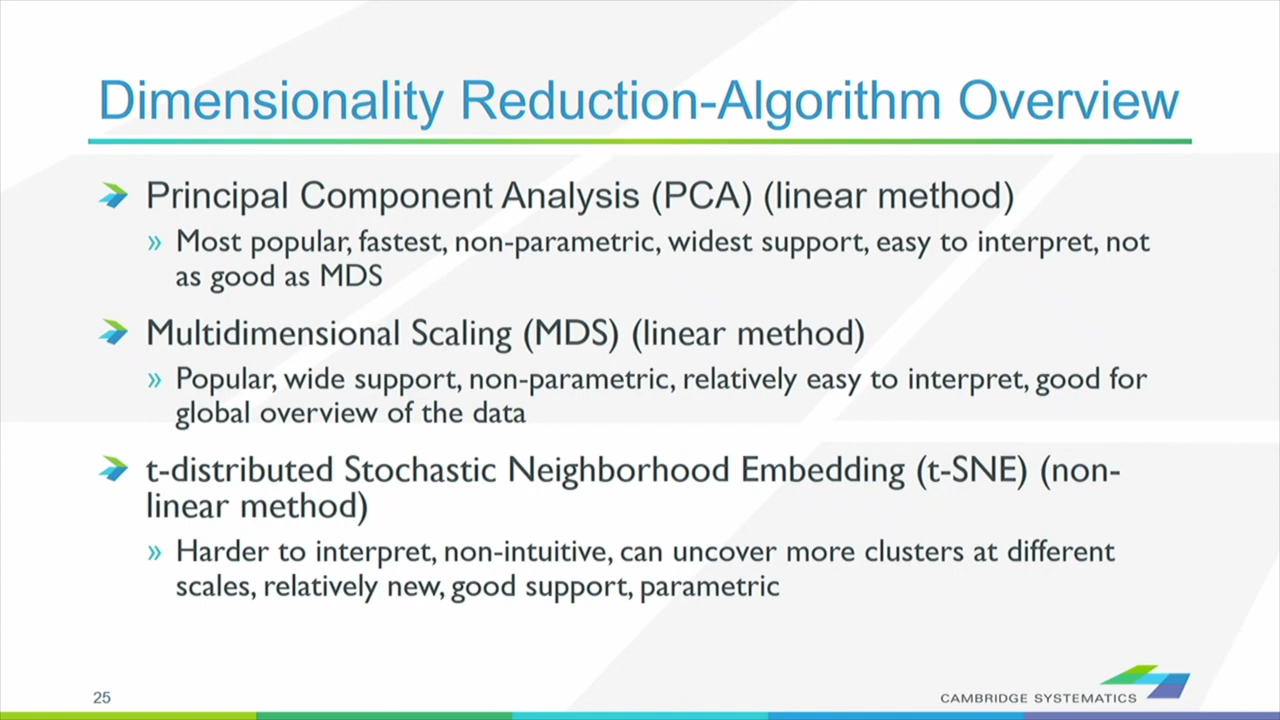 Dimensionality Reduction-Algorithm Overview
Principal Component Analysis (PCA) (linear method)
» Most popular, fastest, non-parametric, widest support, easy to interpret, not
as good as MDS
Multidimensional Scaling (MDS) (linear method)
» Popular, wide support, non-parametric, relatively easy to interpret, good for
global overview of the data
t-distributed Stochastic Neighborhood Embedding (t-SNE) (non-
linear method)
» Harder to interpret, non-intuitive, can uncover more clusters at different
scales, relatively new, good support, parametric
25
CAMBRIDGE SYSTEMATICS